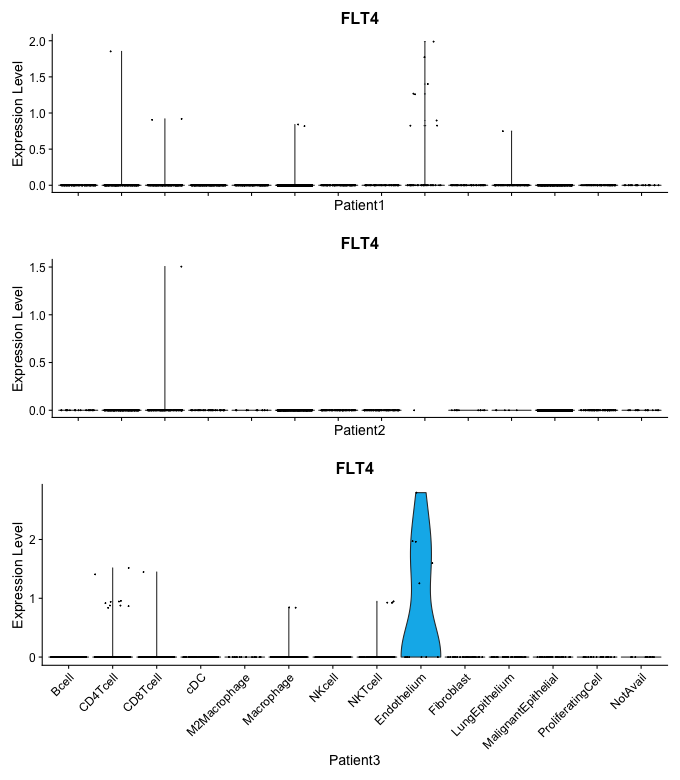 FLT4
Expression Level
2.0
1.5
1.0
0.5
0.0
Patient1
FLT4
Expression Level
1.5
1.0
0.5
0.0
Patient2
FLT4
Expression Level
2
1
0
Bcell
CD4Tcell
CD8Tcell
cDC
M2Macrophage
Macrophage
NKcell
NKTcell
Endothelium
Fibroblast
LungEpithelium
MalignantEpithelial
ProliferatingCell
NotAvail
Patient3